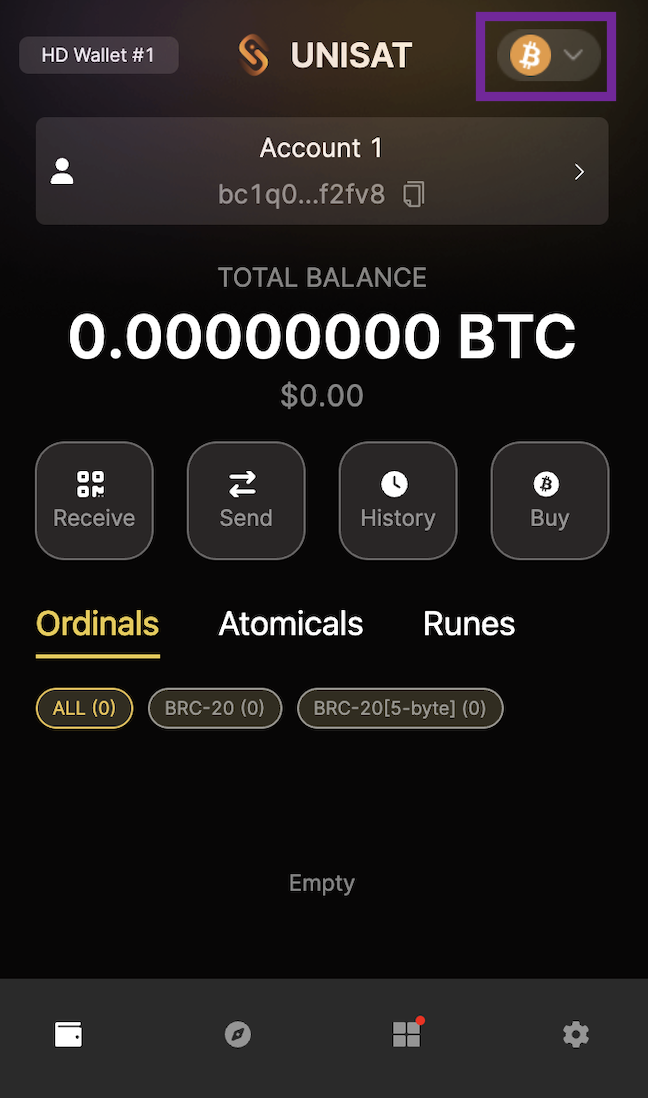 HD Wallet #1
UNISAT
Account 1
bc1q0...f2fv8
TOTAL BALANCE
0.00000000 BTC
$0.00
Receive
Send
History
Buy
Ordinals
Atomicals
Runes
ALL (0)
BRC-20 (0)
BRC-20[5-byte] (0)
Empty